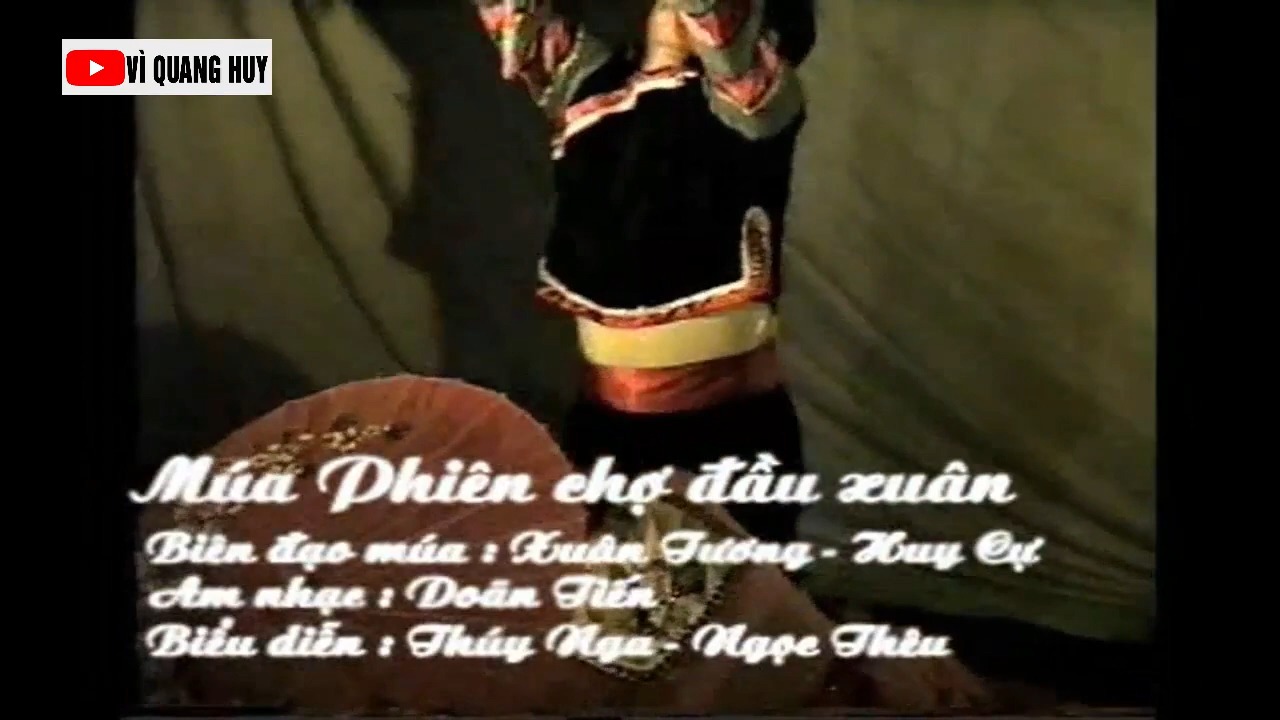 VÌ QUANG HUY
Múa Phiên chợ đầu xuân
Biên đạo múa : Xuân Tương - Huy Cự
Âm nhạc : Doãn Tiến
Biểu diễn : Thúy Nga - Ngọc Thêu